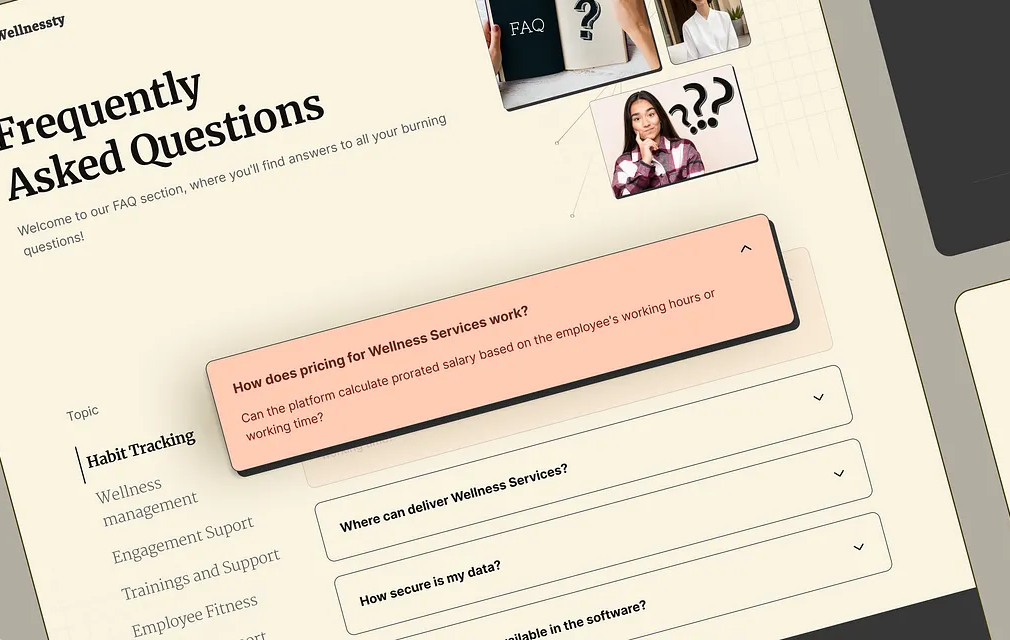 Wellnessty
FAQ
?
???
Frequently
Asked Questions
Welcome to our FAQ section, where you'll find answers to all your burning
questions!
How does pricing for Wellness Services work?
Can the platform calculate prorated salary based on the employee's working hours or
working time?
Topic
Habit Tracking
Wellness
management
Engagement Suport
Trainings and Support
Employee Fitness
Where can deliver Wellness Services?
How secure is my data?
in the software?